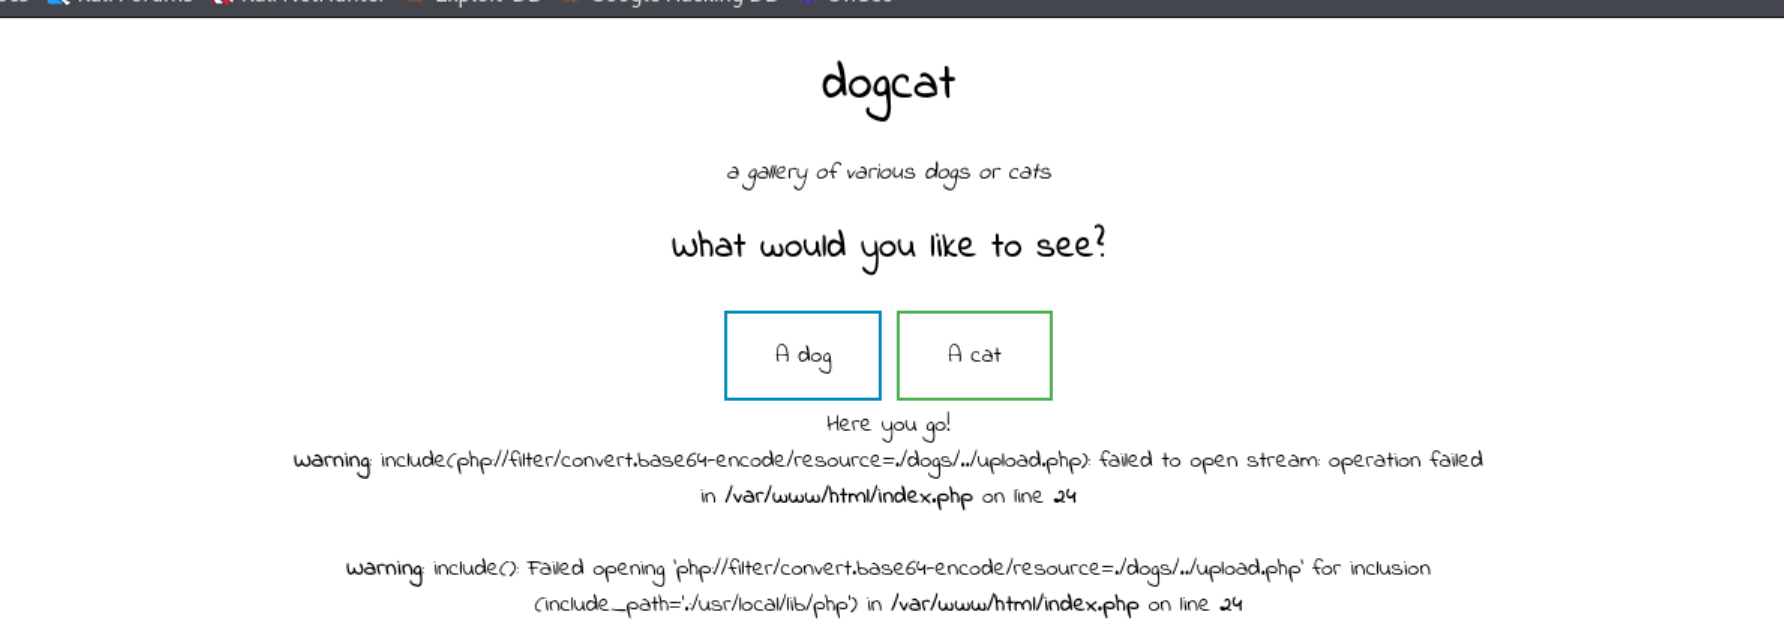 dogcat
a gallery of various dogs or cats
what would you like to see?
A dog
A cat
Here you go!
Warning: include(php://filter/convert.base64-encode/resource=./dogs/../upload.php): failed to open stream: operation failed
in /var/www/html/index.php on line 24
Warning: include(): Failed opening 'php://filter/convert.base64-encode/resource=./dogs/../upload.php' for inclusion
(include_path='.:/usr/local/lib/php') in /var/www/html/index.php on line 24